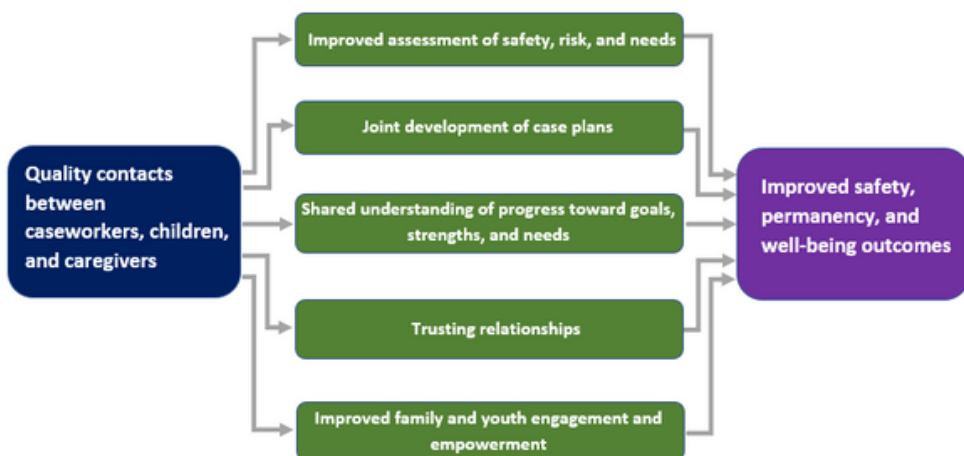 Improved assessment of safety, risk, and needs
Joint development of case plans
Quality contacts
between
caseworkers, children,
and caregivers
Shared understanding of progress toward goals,
strengths, and needs
Trusting relationships
Improved family and youth engagement and
empowerment
Improved safety,
permanency, and
well-being outcomes